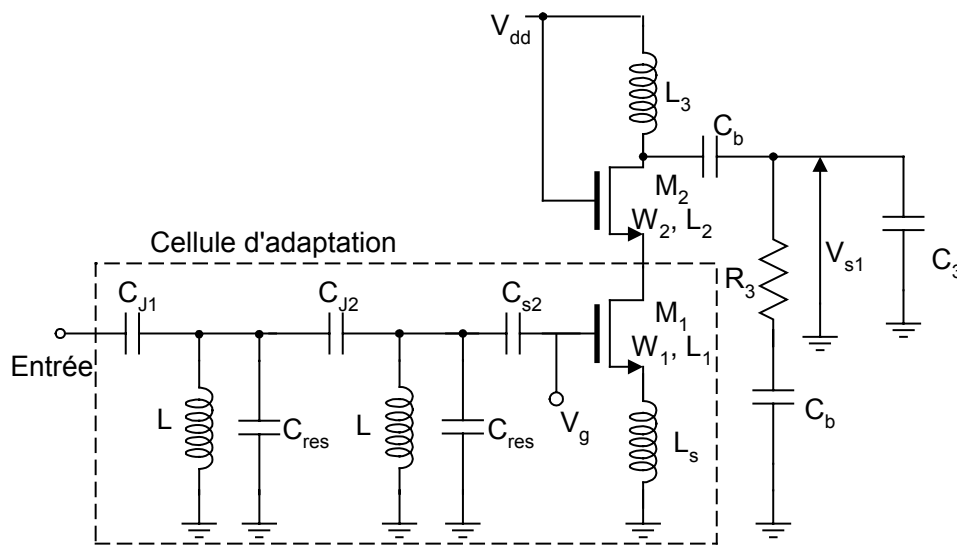 V_dd
L_3
C_b
M_2
W_2, L_2
V_s1
C_3
R_3
Cellule d'adaptation
C_J1
C_J2
C_s2
M_1
W_1, L_1
Entrée
L
C_res
L
C_res
V_g
L_s
C_b